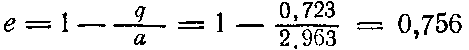 e = 1 − q/a = 1 − 0,723/2,963 = 0,756